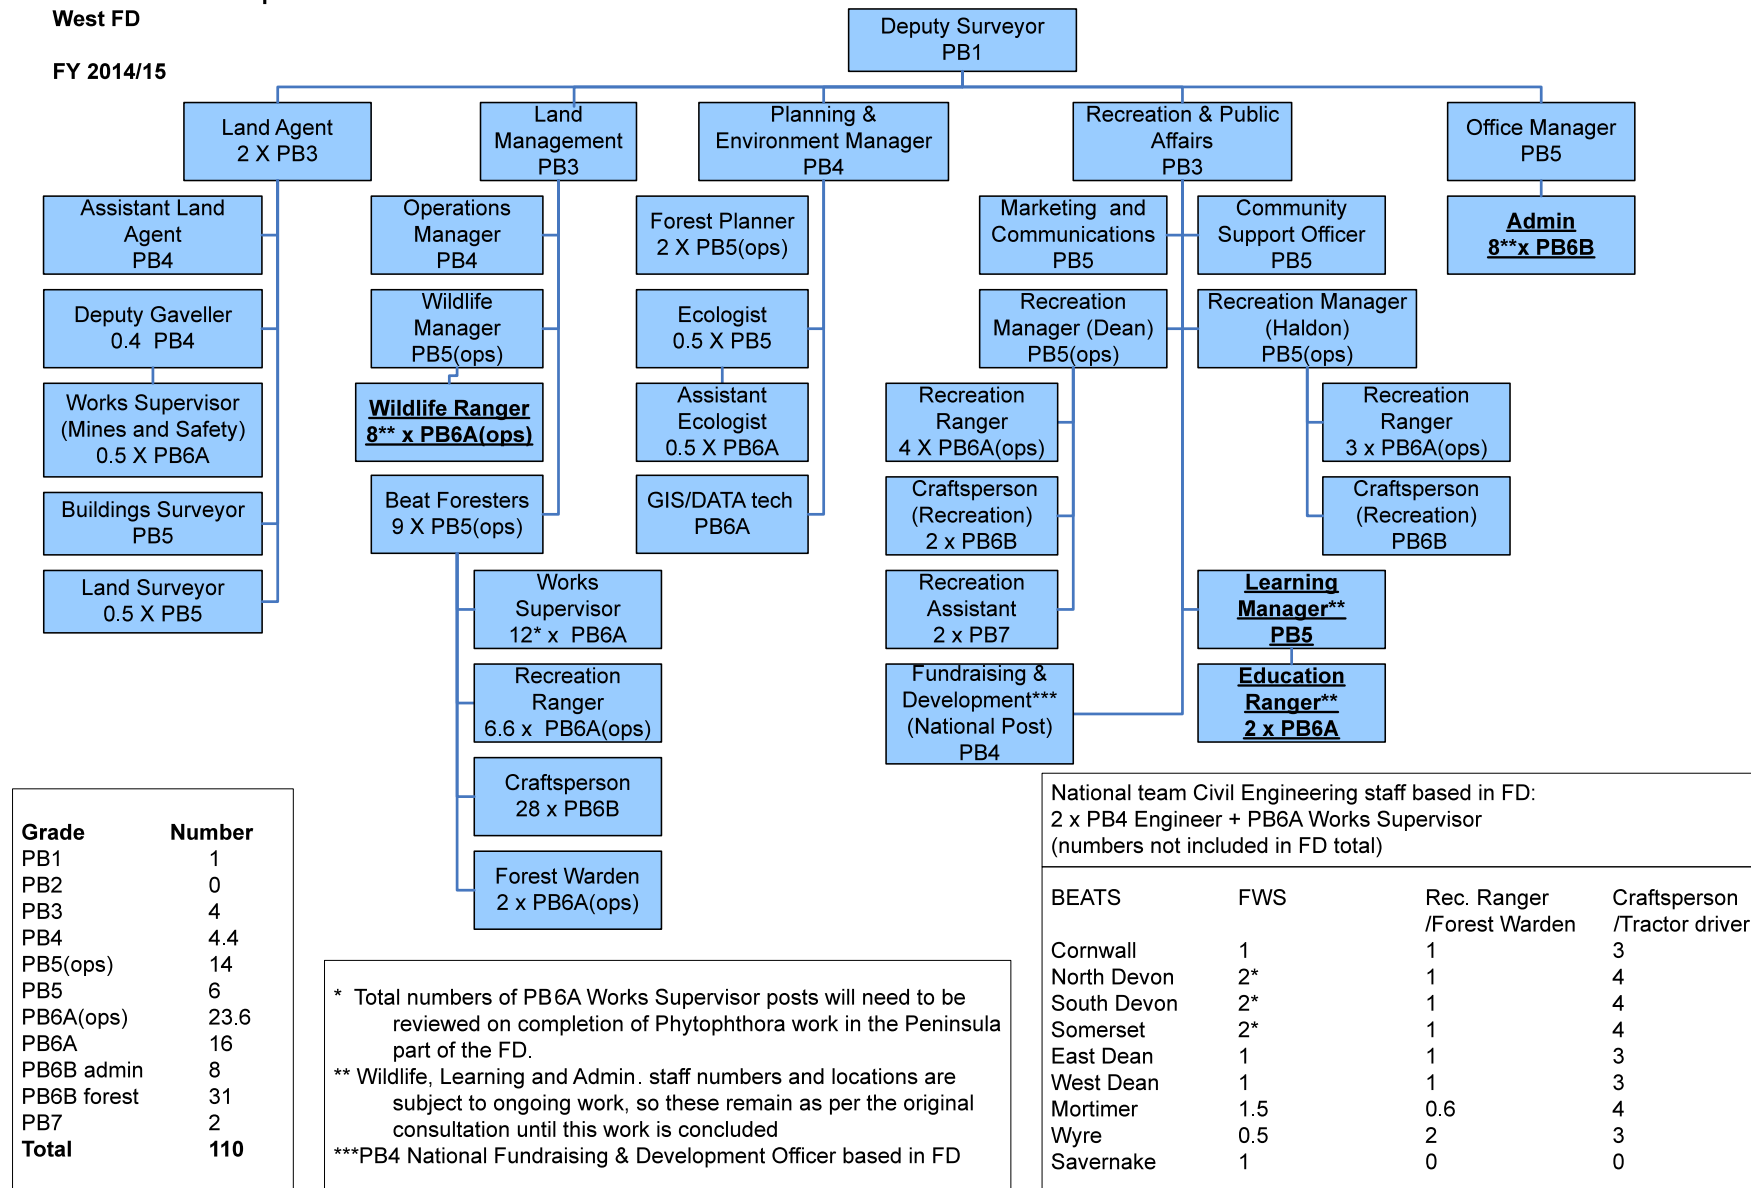 West FD
FY 2014/15
Deputy Surveyor
PB1
Land Agent
2 X PB3
Land
Management
PB3
Planning &
Environment Manager
PB4
Recreation & Public
Affairs
PB3
Office Manager
PB5
Assistant Land
Agent
PB4
Deputy Gaveller
0.4 PB4
Works Supervisor
(Mines and Safety)
0.5 X PB6A
Buildings Surveyor
PB5
Land Surveyor
0.5 X PB5
Operations
Manager
PB4
Wildlife
Manager
PB5(ops)
Wildlife Ranger
8** x PB6A(ops)
Beat Foresters
9 X PB5(ops)
Works
Supervisor
12* x PB6A
Recreation
Ranger
6.6 x PB6A(ops)
Craftsperson
28 x PB6B
Forest Warden
2 x PB6A(ops)
Forest Planner
2 X PB5(ops)
Ecologist
0.5 X PB5
Assistant
Ecologist
0.5 X PB6A
GIS/DATA tech
PB6A
Marketing and
Communications
PB5
Community
Support Officer
PB5
Recreation
Manager (Dean)
PB5(ops)
Recreation Manager
(Haldon)
PB5(ops)
Recreation
Ranger
4 X PB6A(ops)
Craftsperson
(Recreation)
2 x PB6B
Recreation
Assistant
2 x PB7
Fundraising &
Development***
(National Post)
PB4
Recreation
Ranger
3 x PB6A(ops)
Craftsperson
(Recreation)
PB6B
Learning
Manager**
PB5
Education
Ranger**
2 x PB6A
Admin
8**x PB6B
Grade Number
PB1 1
PB2 0
PB3 4
PB4 4.4
PB5(ops) 14
PB5 6
PB6A(ops) 23.6
PB6A 16
PB6B admin 8
PB6B forest 31
PB7 2
Total 110
* Total numbers of PB6A Works Supervisor posts will need to be
reviewed on completion of Phytophthora work in the Peninsula
part of the FD.
** Wildlife, Learning and Admin. staff numbers and locations are
subject to ongoing work, so these remain as per the original
consultation until this work is concluded
***PB4 National Fundraising & Development Officer based in FD
National team Civil Engineering staff based in FD:
2 x PB4 Engineer + PB6A Works Supervisor
(numbers not included in FD total)
BEATS FWS Rec. Ranger Craftsperson
/Forest Warden /Tractor driver
Cornwall 1 1 3
North Devon 2* 1 4
South Devon 2* 1 4
Somerset 2* 1 4
East Dean 1 1 3
West Dean 1 1 3
Mortimer 1.5 0.6 4
Wyre 0.5 2 3
Savernake 1 0 0